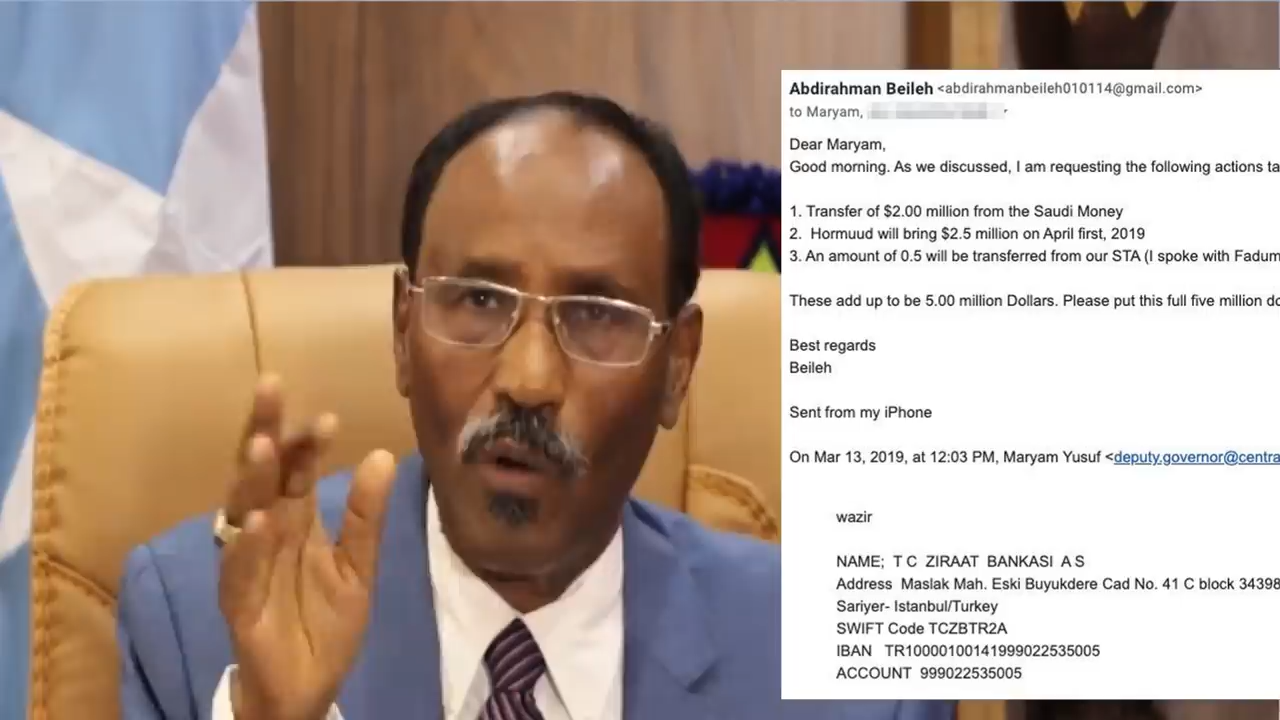 Abdirahman Beileh <abdirahmanbeileh010114@gmail.com>
to Maryam,
Dear Maryam,
Good morning. As we discussed, I am requesting the following actions ta
1. Transfer of $2.00 million from the Saudi Money
2. Hormuud will bring $2.5 million on April first, 2019
3. An amount of 0.5 will be transferred from our STA (I spoke with Fadum
These add up to be 5.00 million Dollars. Please put this full five million do
Best regards
Beileh
Sent from my iPhone
On Mar 13, 2019, at 12:03 PM, Maryam Yusuf <deputy.governor@centra
wazir
NAME; T C ZIRAAT BANKASI A S
Address Maslak Mah. Eski Buyukdere Cad No. 41 C block 34398
Sariyer- Istanbul/Turkey
SWIFT Code TCZBTR2A
IBAN TR10000100141999022535005
ACCOUNT 999022535005